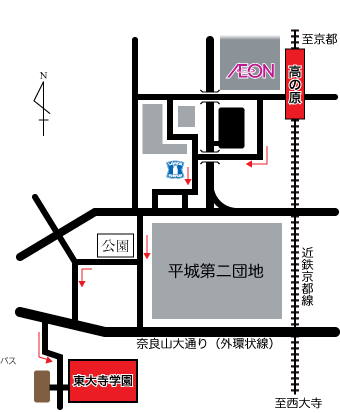 至京都
ÆON
高の原
N
LAWSON
公園
平城第二団地
近鉄京都線
奈良山大通り（外環状線）
バス
東大寺学園
至西大寺